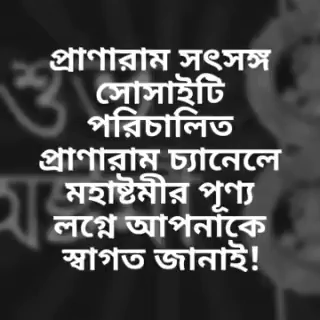 প্রাণারাম সৎসঙ্গ
সোসাইটি
পরিচালিত
প্রাণারাম চ্যানেলে
মহাষ্টমীর পূণ্য
লগ্নে আপনাকে
স্বাগত জানাই!